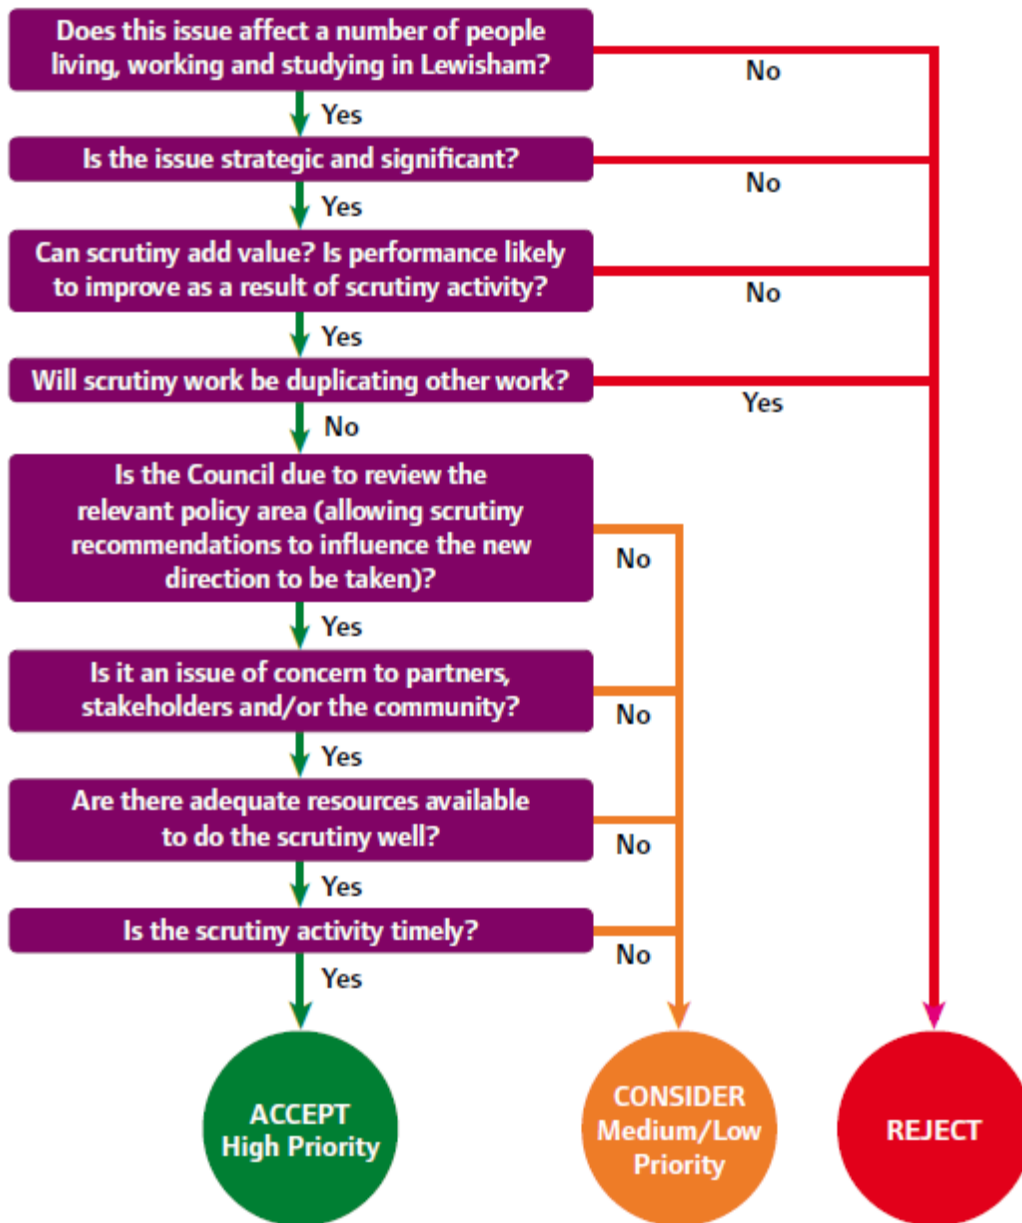 Does this issue affect a number of people
living, working and studying in Lewisham?
No
Yes
Is the issue strategic and significant?
No
Yes
Can scrutiny add value? Is performance likely
to improve as a result of scrutiny activity?
No
Yes
Will scrutiny work be duplicating other work?
Yes
No
Is the Council due to review the
relevant policy area (allowing scrutiny
recommendations to influence the new
direction to be taken)?
No
Yes
Is it an issue of concern to partners,
stakeholders and/or the community?
No
Yes
Are there adequate resources available
to do the scrutiny well?
No
Yes
Is the scrutiny activity timely?
No
Yes
ACCEPT
High Priority
CONSIDER
Medium/Low
Priority
REJECT